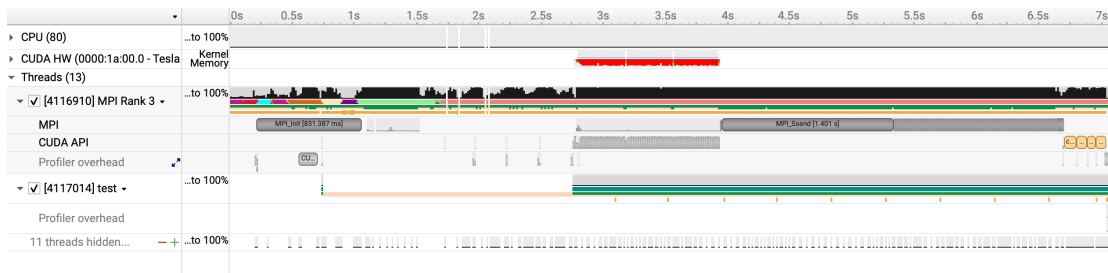 0s 0.5s 1s 1.5s 2s 2.5s 3s 3.5s 4s 4.5s 5s 5.5s 6s 6.5s 7s
CPU (80) ...to 100%
CUDA HW (0000:1a:00.0 - Tesla Kernel
Memory
Threads (13)
[4116910] MPI Rank 3 ...to 100%
MPI MPI_Init [831.387 ms] MPI_Ssend [1.401 s]
CUDA API c... ... ... ...
Profiler overhead CU...
[4117014] test ...to 100%
Profiler overhead
11 threads hidden... ...to 100%